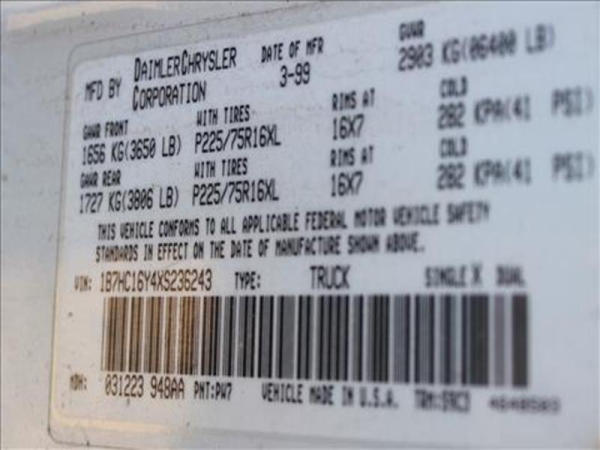 MFD BY DAIMLERCHRYSLER CORPORATION DATE OF MFR 3-99 GVWR 2903 KG(06400 LB)
GAWR FRONT WITH TIRES RIMS AT COLD
1656 KG(3650 LB) P225/75R16XL 16X7 282 KPA(41 PSI)
GAWR REAR WITH TIRES RIMS AT COLD
1727 KG(3806 LB) P225/75R16XL 16X7 282 KPA(41 PSI)
THIS VEHICLE CONFORMS TO ALL APPLICABLE FEDERAL MOTOR VEHICLE SAFETY
STANDARDS IN EFFECT ON THE DATE OF MANUFACTURE SHOWN ABOVE.
VIN: 1B7HC16Y4XS236243 TYPE: TRUCK SINGLE X DUAL
MDH: 031223 948AA PNT:PW7 VEHICLE MADE IN U.S.A.